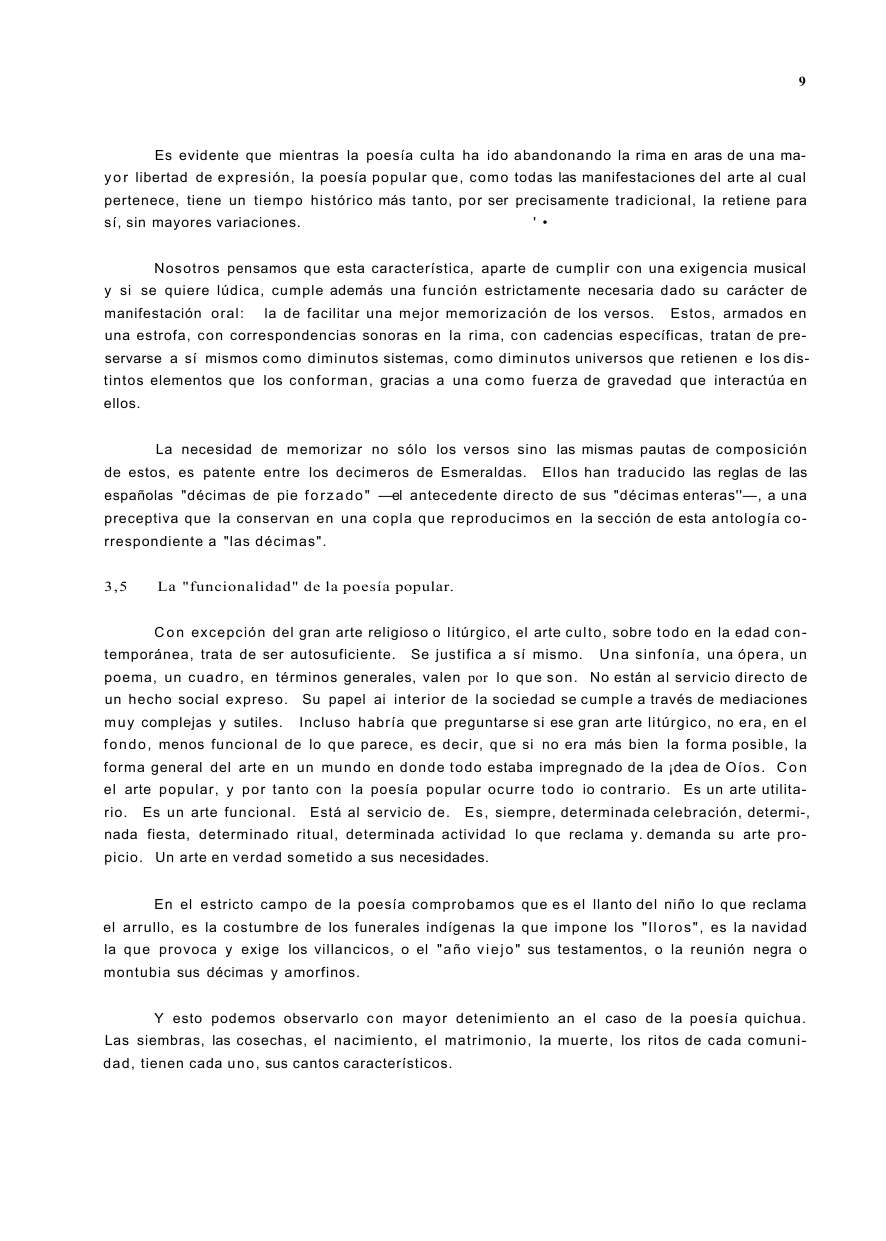 9
Es evidente que mientras la poesía culta ha ido abandonando la rima en aras de una ma-
yor libertad de expresión, la poesía popular que, como todas las manifestaciones del arte al cual
pertenece, tiene un tiempo histórico más tanto, por ser precisamente tradicional, la retiene para
sí, sin mayores variaciones. ' •
Nosotros pensamos que esta característica, aparte de cumplir con una exigencia musical
y si se quiere lúdica, cumple además una función estrictamente necesaria dado su carácter de
manifestación oral: la de facilitar una mejor memorización de los versos. Estos, armados en
una estrofa, con correspondencias sonoras en la rima, con cadencias específicas, tratan de pre-
servarse a sí mismos como diminutos sistemas, como diminutos universos que retienen e los dis-
tintos elementos que los conforman, gracias a una como fuerza de gravedad que interactúa en
ellos.
La necesidad de memorizar no sólo los versos sino las mismas pautas de composición
de estos, es patente entre los decimeros de Esmeraldas. Ellos han traducido las reglas de las
españolas "décimas de pie forzado" —el antecedente directo de sus "décimas enteras''—, a una
preceptiva que la conservan en una copla que reproducimos en la sección de esta antología co-
rrespondiente a "las décimas".
3,5 La "funcionalidad" de la poesía popular.
Con excepción del gran arte religioso o litúrgico, el arte culto, sobre todo en la edad con-
temporánea, trata de ser autosuficiente. Se justifica a sí mismo. Una sinfonía, una ópera, un
poema, un cuadro, en términos generales, valen por lo que son. No están al servicio directo de
un hecho social expreso. Su papel ai interior de la sociedad se cumple a través de mediaciones
muy complejas y sutiles. Incluso habría que preguntarse si ese gran arte litúrgico, no era, en el
fondo, menos funcional de lo que parece, es decir, que si no era más bien la forma posible, la
forma general del arte en un mundo en donde todo estaba impregnado de la ¡dea de Oíos. Con
el arte popular, y por tanto con la poesía popular ocurre todo io contrario. Es un arte utilita-
rio. Es un arte funcional. Está al servicio de. Es, siempre, determinada celebración, determi-,
nada fiesta, determinado ritual, determinada actividad lo que reclama y. demanda su arte pro-
picio. Un arte en verdad sometido a sus necesidades.
En el estricto campo de la poesía comprobamos que es el llanto del niño lo que reclama
el arrullo, es la costumbre de los funerales indígenas la que impone los "lloros", es la navidad
la que provoca y exige los villancicos, o el "año viejo" sus testamentos, o la reunión negra o
montubia sus décimas y amorfinos.
Y esto podemos observarlo con mayor detenimiento an el caso de la poesía quichua.
Las siembras, las cosechas, el nacimiento, el matrimonio, la muerte, los ritos de cada comuni-
dad, tienen cada uno, sus cantos característicos.